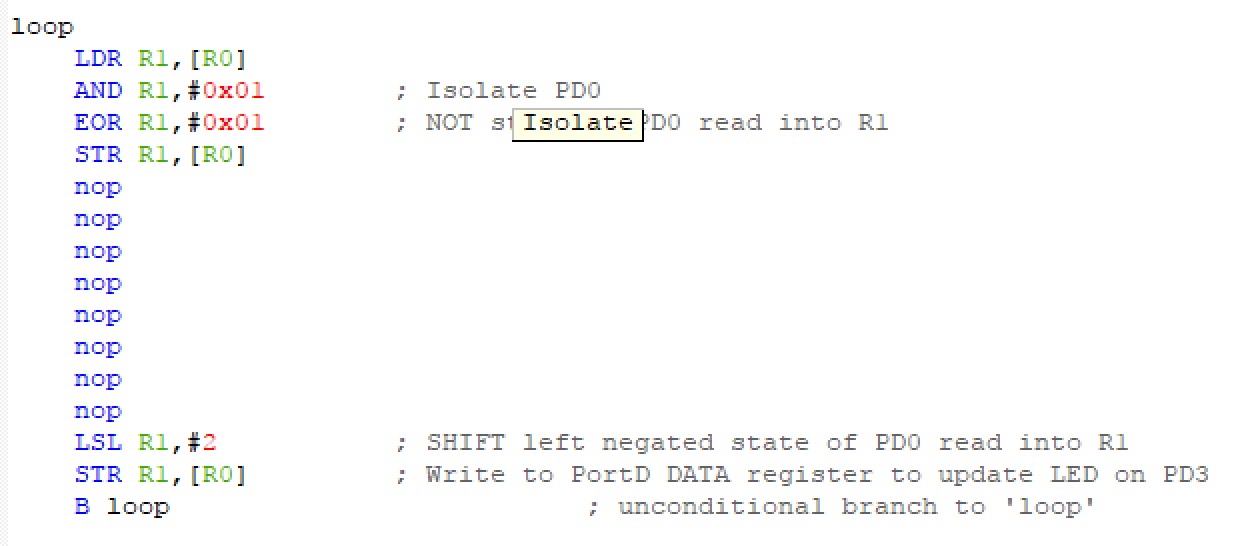 loop
LDR R1,[R0]
AND R1,#0x01 ; Isolate PD0
EOR R1,#0x01 ; NOT st Isolate PD0 read into R1
STR R1,[R0]
nop
nop
nop
nop
nop
nop
nop
nop
LSL R1,#2 ; SHIFT left negated state of PD0 read into R1
STR R1,[R0] ; Write to PortD DATA register to update LED on PD3
B loop ; unconditional branch to 'loop'